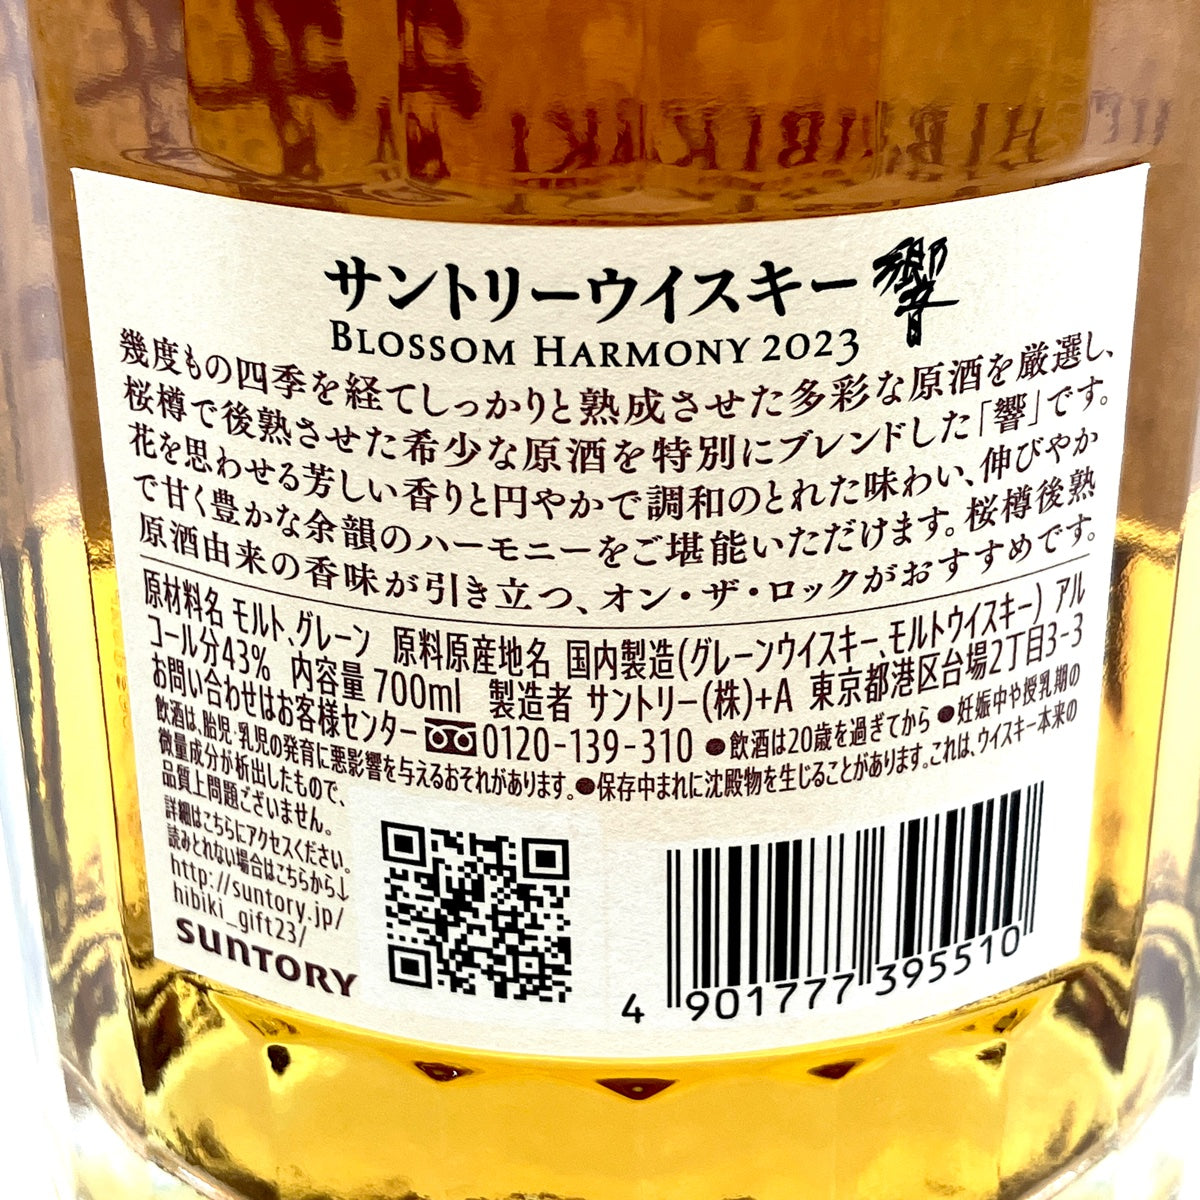 HIBIKI
サントリーウイスキー 響
BLOSSOM HARMONY 2023
幾度もの四季を経てしっかりと熟成させた多彩な原酒を厳選し、
桜樽で後熟させた希少な原酒を特別にブレンドした「響」です。
花を思わせる芳しい香りと円やかで調和のとれた味わい、伸びやか
で甘く豊かな余韻のハーモニーをご堪能いただけます。桜樽後熟
原酒由来の香味が引き立つ、オン・ザ・ロックがおすすめです。
原材料名 モルト、グレーン 原料原産地名 国内製造(グレーンウイスキー、モルトウイスキー) アル
コール分43% 内容量 700ml 製造者 サントリー(株)+A 東京都港区台場2丁目3-3
お問い合わせはお客様センター 0120-139-310 ●飲酒は20歳を過ぎてから ●妊娠中や授乳期の
飲酒は、胎児・乳児の発育に悪影響を与えるおそれがあります。●保存中まれに沈殿物を生じることがあります。これは、ウイスキー本来の
微量成分が析出したもので、
品質上問題ございません。
詳細はこちらにアクセスください。
読みとれない場合はこちらから↓
http://suntory.jp/
hibiki_gift23/
SUNTORY
4 901777 395510